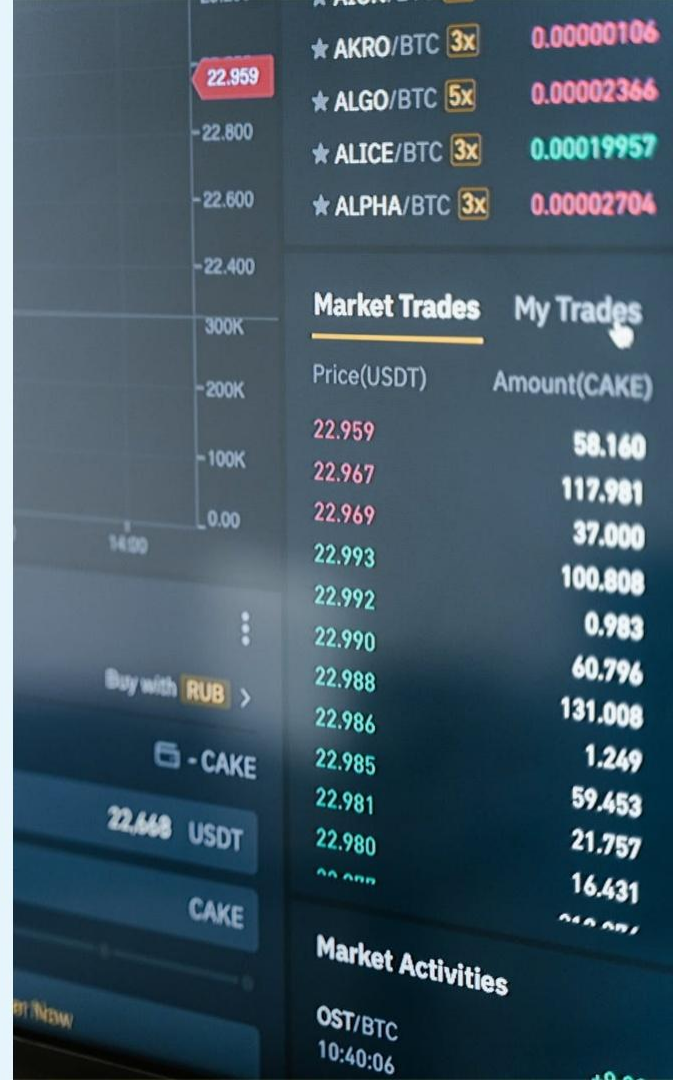 22.959
22.800
22.600
22.400
300K
200K
100K
0.00
14:00
Buy with RUB
- CAKE
22.668 USDT
CAKE
AKRO/BTC 3x 0.00000106
ALGO/BTC 5x 0.00002366
ALICE/BTC 3x 0.00019957
ALPHA/BTC 3x 0.00002704
Market Trades My Trades
Price(USDT) Amount(CAKE)
22.959 58.160
22.967 117.981
22.969 37.000
22.993 100.808
22.992 0.983
22.990 60.796
22.988 131.008
22.986 1.249
22.985 59.453
22.981 21.757
22.980 16.431
Market Activities
OST/BTC
10:40:06